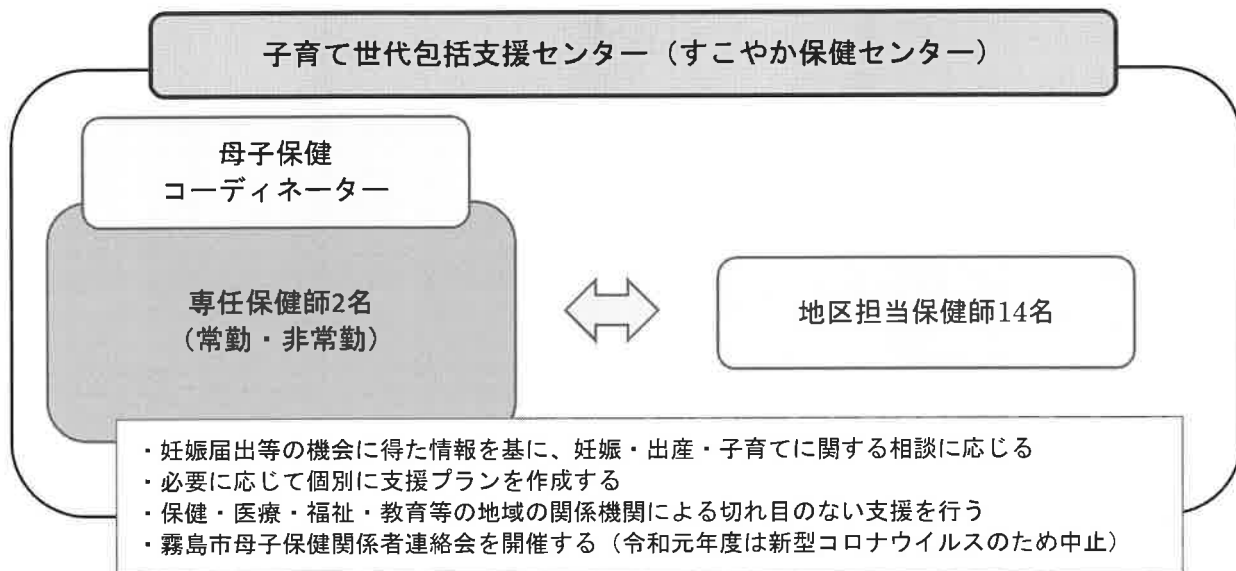 子育て世代包括支援センター（すこやか保健センター）
母子保健
コーディネーター
専任保健師2名
（常勤・非常勤）
地区担当保健師14名
・妊娠届出等の機会に得た情報を基に、妊娠・出産・子育てに関する相談に応じる
・必要に応じて個別に支援プランを作成する
・保健・医療・福祉・教育等の地域の関係機関による切れ目のない支援を行う
・霧島市母子保健関係者連絡会を開催する（令和元年度は新型コロナウイルスのため中止）